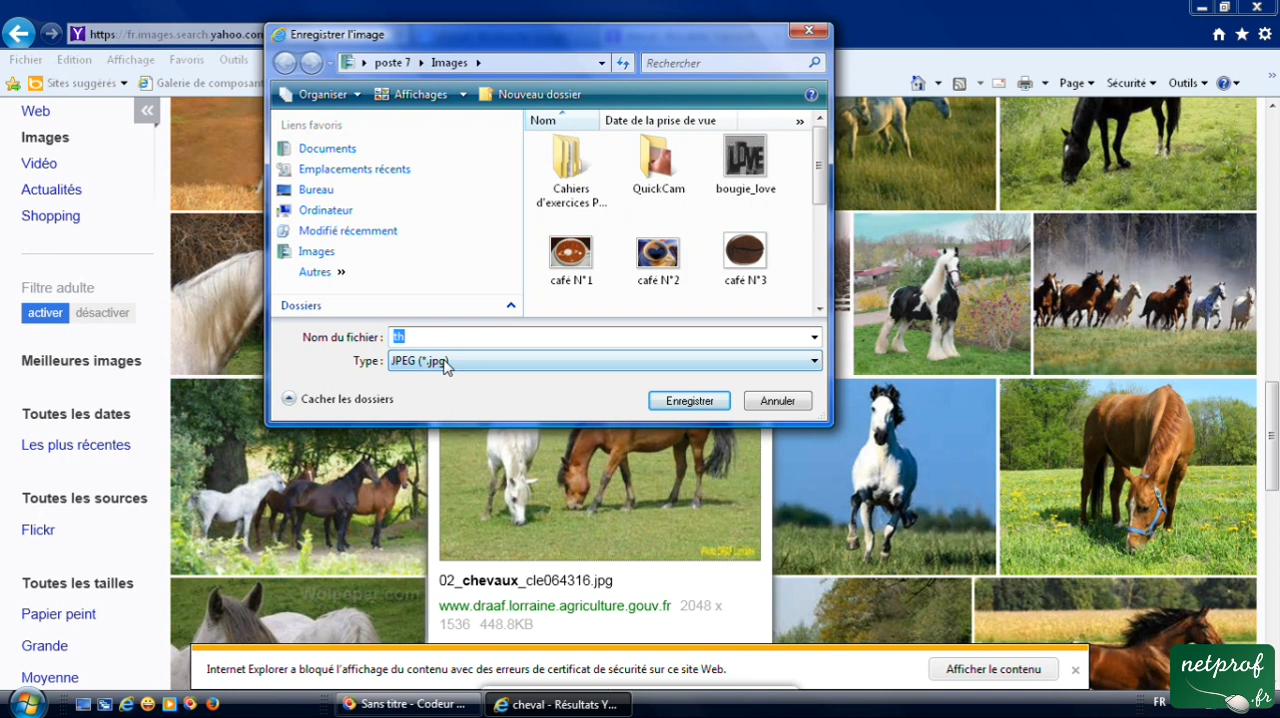 Enregistrer l'image
https://fr.images.search.yahoo.com
poste 7 Images
Rechercher
Fichier Edition Affichage Favoris Outils
Sites suggérés
Galerie de composant
Page Sécurité Outils
Organiser Affichages Nouveau dossier
Liens favoris
Documents
Emplacements récents
Bureau
Ordinateur
Modifié récemment
Images
Autres »
Dossiers
Nom Date de la prise de vue »
Cahiers d'exercices P...
QuickCam
bougie_love
café N°1
café N°2
café N°3
Nom du fichier : th
Type : JPEG (*.jpg)
Cacher les dossiers
Enregistrer
Annuler
Web
Images
Vidéo
Actualités
Shopping
Filtre adulte
activer désactiver
Meilleures images
Toutes les dates
Les plus récentes
Toutes les sources
Flickr
Toutes les tailles
Papier peint
Grande
Moyenne
LOVE
Photo DRAF Lorraine
02_chevaux_cle064316.jpg
www.draaf.lorraine.agriculture.gouv.fr 2048 x
1536 448.8KB
Internet Explorer a bloqué l'affichage du contenu avec des erreurs de certificat de sécurité sur ce site Web.
Afficher le contenu
Sans titre - Codeur ...
cheval - Résultats Y...
FR
netprof
.fr